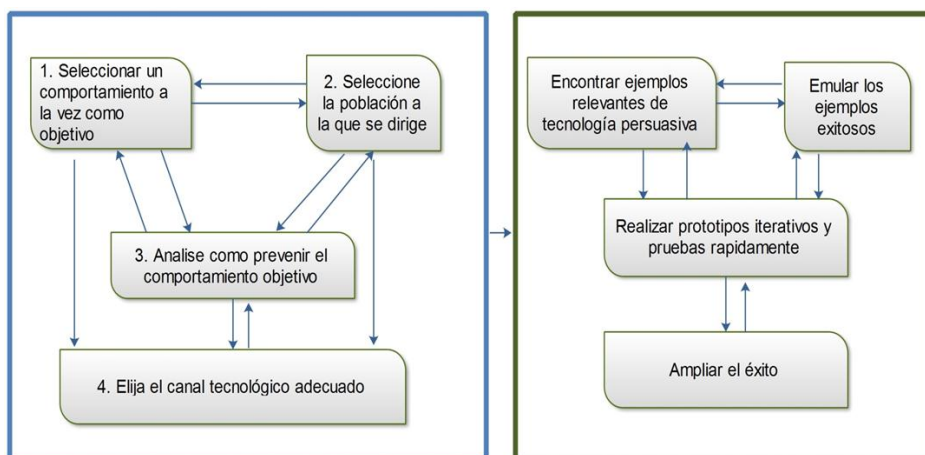 1. Seleccionar un
comportamiento a
la vez como
objetivo
2. Seleccione
la población a
la que se dirige
3. Analise como prevenir el
comportamiento objetivo
4. Elija el canal tecnológico adecuado
Encontrar ejemplos
relevantes de
tecnología persuasiva
Emular los
ejemplos
exitosos
Realizar prototipos iterativos y
pruebas rapidamente
Ampliar el éxito